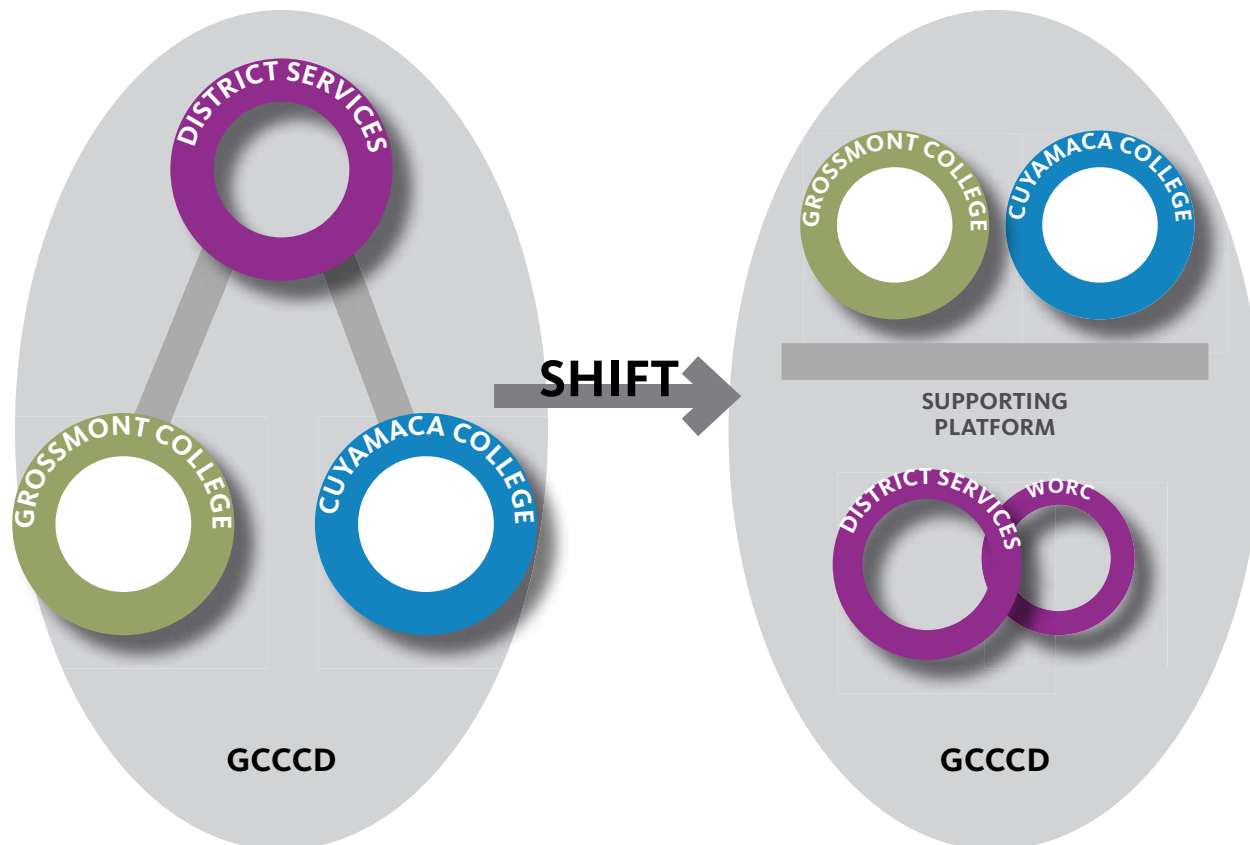 DISTRICT SERVICES
GROSSMONT COLLEGE
CUYAMACA COLLEGE
GCCCD
SHIFT
GROSSMONT COLLEGE
CUYAMACA COLLEGE
SUPPORTING
PLATFORM
DISTRICT SERVICES
WORC
GCCCD